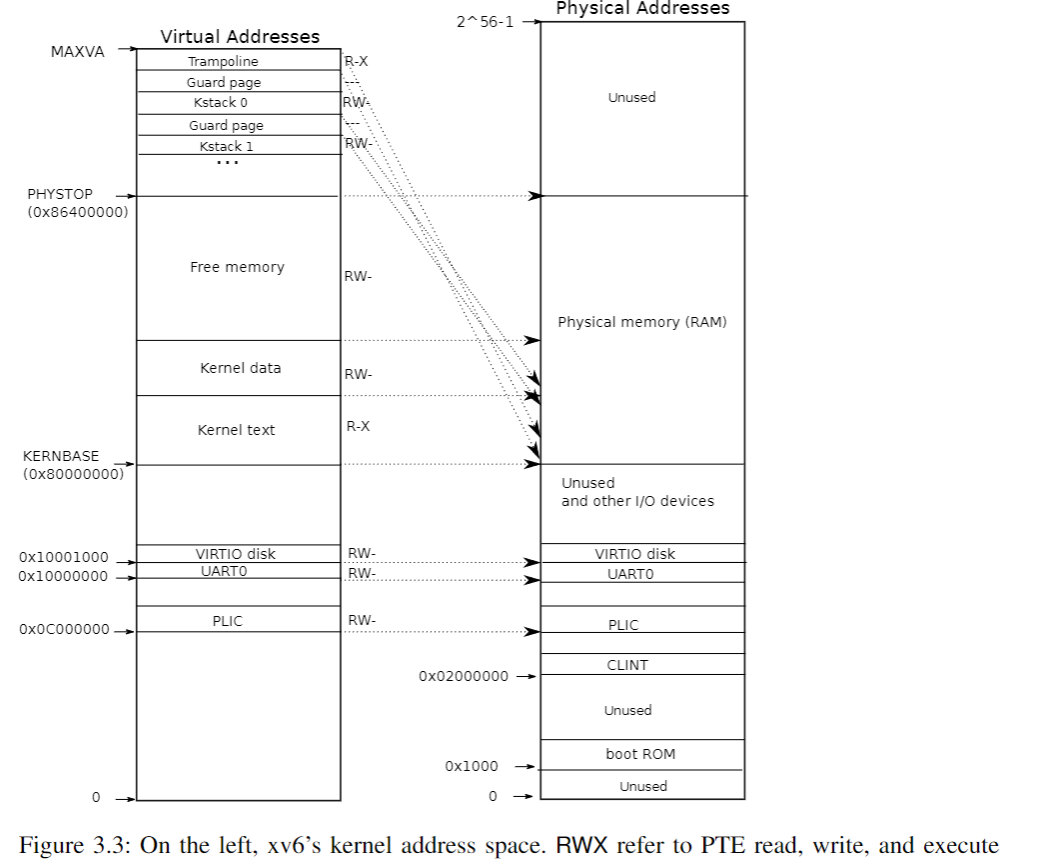 Physical Addresses
2^56-1
Virtual Addresses
MAXVA
Trampoline
R-X
Guard page
---
Kstack 0
RW-
Guard page
---
Kstack 1
RW-
...
Unused
PHYSTOP
(0x86400000)
Free memory
RW-
Physical memory (RAM)
Kernel data
RW-
Kernel text
R-X
KERNBASE
(0x80000000)
Unused
and other I/O devices
0x10001000
VIRTIO disk
RW-
VIRTIO disk
0x10000000
UART0
RW-
UART0
0x0C000000
PLIC
RW-
PLIC
CLINT
0x02000000
Unused
boot ROM
0x1000
Unused
0
0
Figure 3.3: On the left, xv6's kernel address space. RWX refer to PTE read, write, and execute